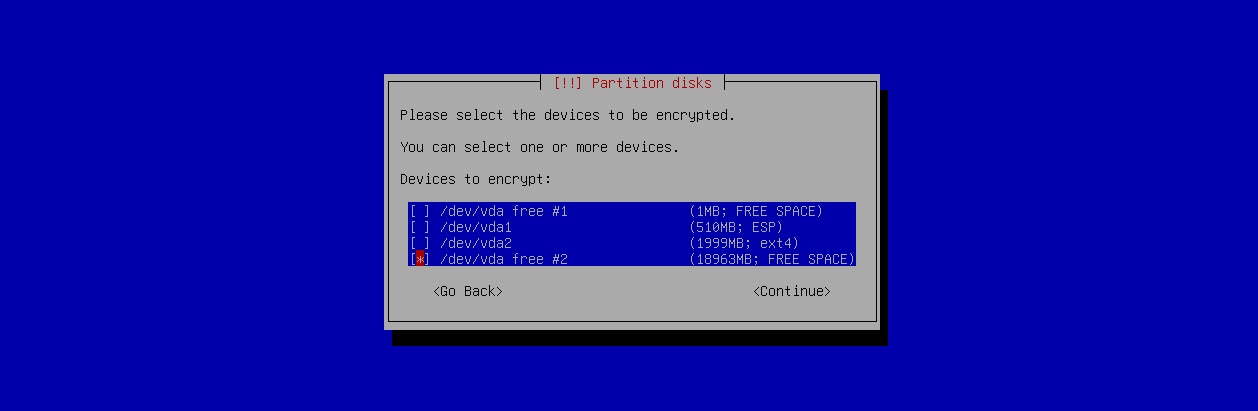 [!!] Partition disks
Please select the devices to be encrypted.
You can select one or more devices.
Devices to encrypt:
[ ] /dev/vda free #1 (1MB; FREE SPACE)
[ ] /dev/vda1 (510MB; ESP)
[ ] /dev/vda2 (1999MB; ext4)
[*] /dev/vda free #2 (18963MB; FREE SPACE)
<Go Back> <Continue>